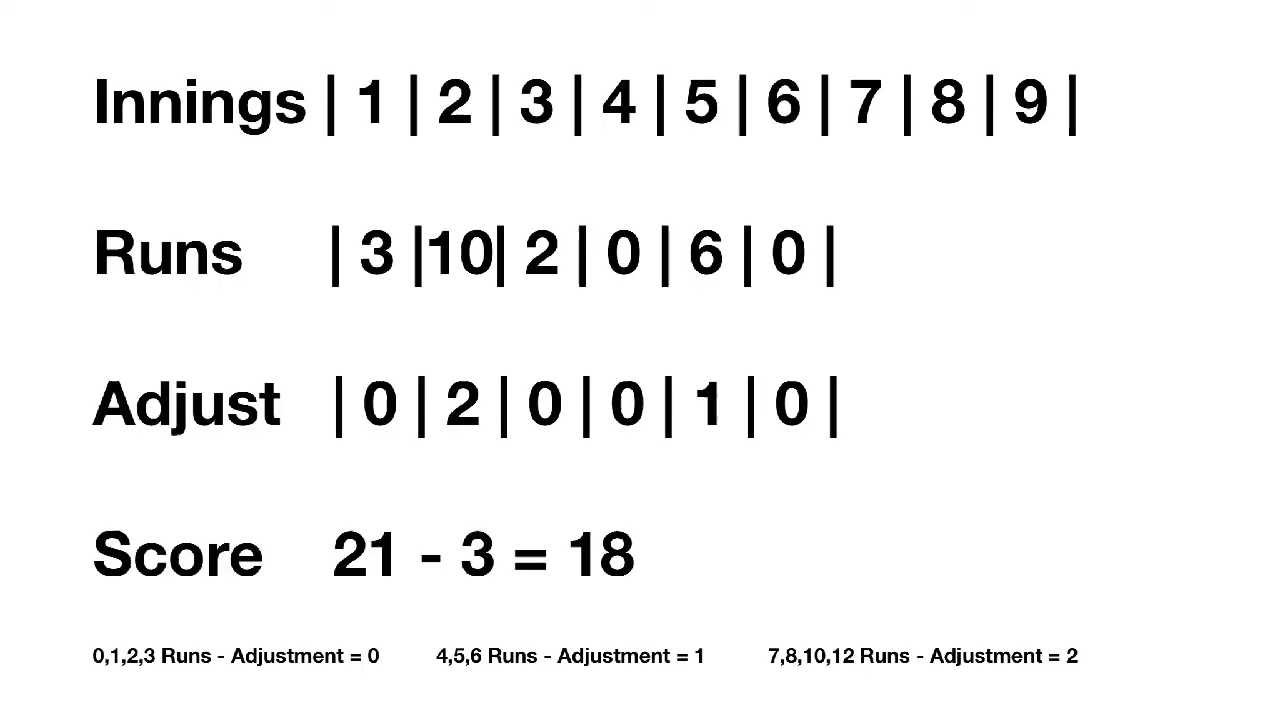 Innings | 1 | 2 | 3 | 4 | 5 | 6 | 7 | 8 | 9 |
Runs | 3 |10| 2 | 0 | 6 | 0 |
Adjust | 0 | 2 | 0 | 0 | 1 | 0 |
Score 21 - 3 = 18
0,1,2,3 Runs - Adjustment = 0 4,5,6 Runs - Adjustment = 1 7,8,10,12 Runs - Adjustment = 2